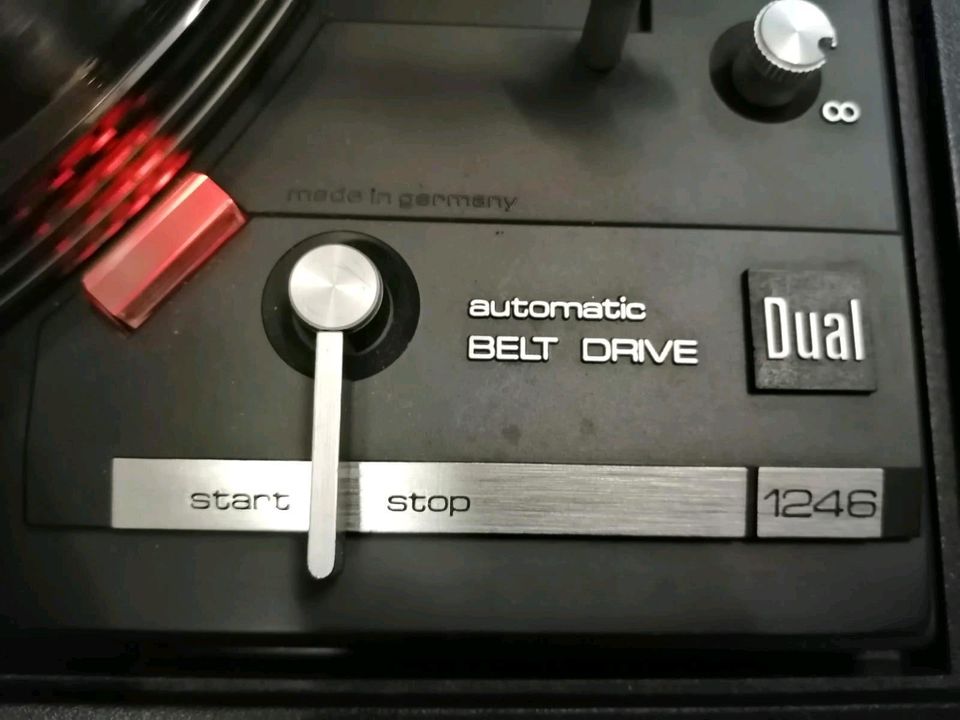 ∞
made in germany
automatic
BELT DRIVE
Dual
start stop
1246